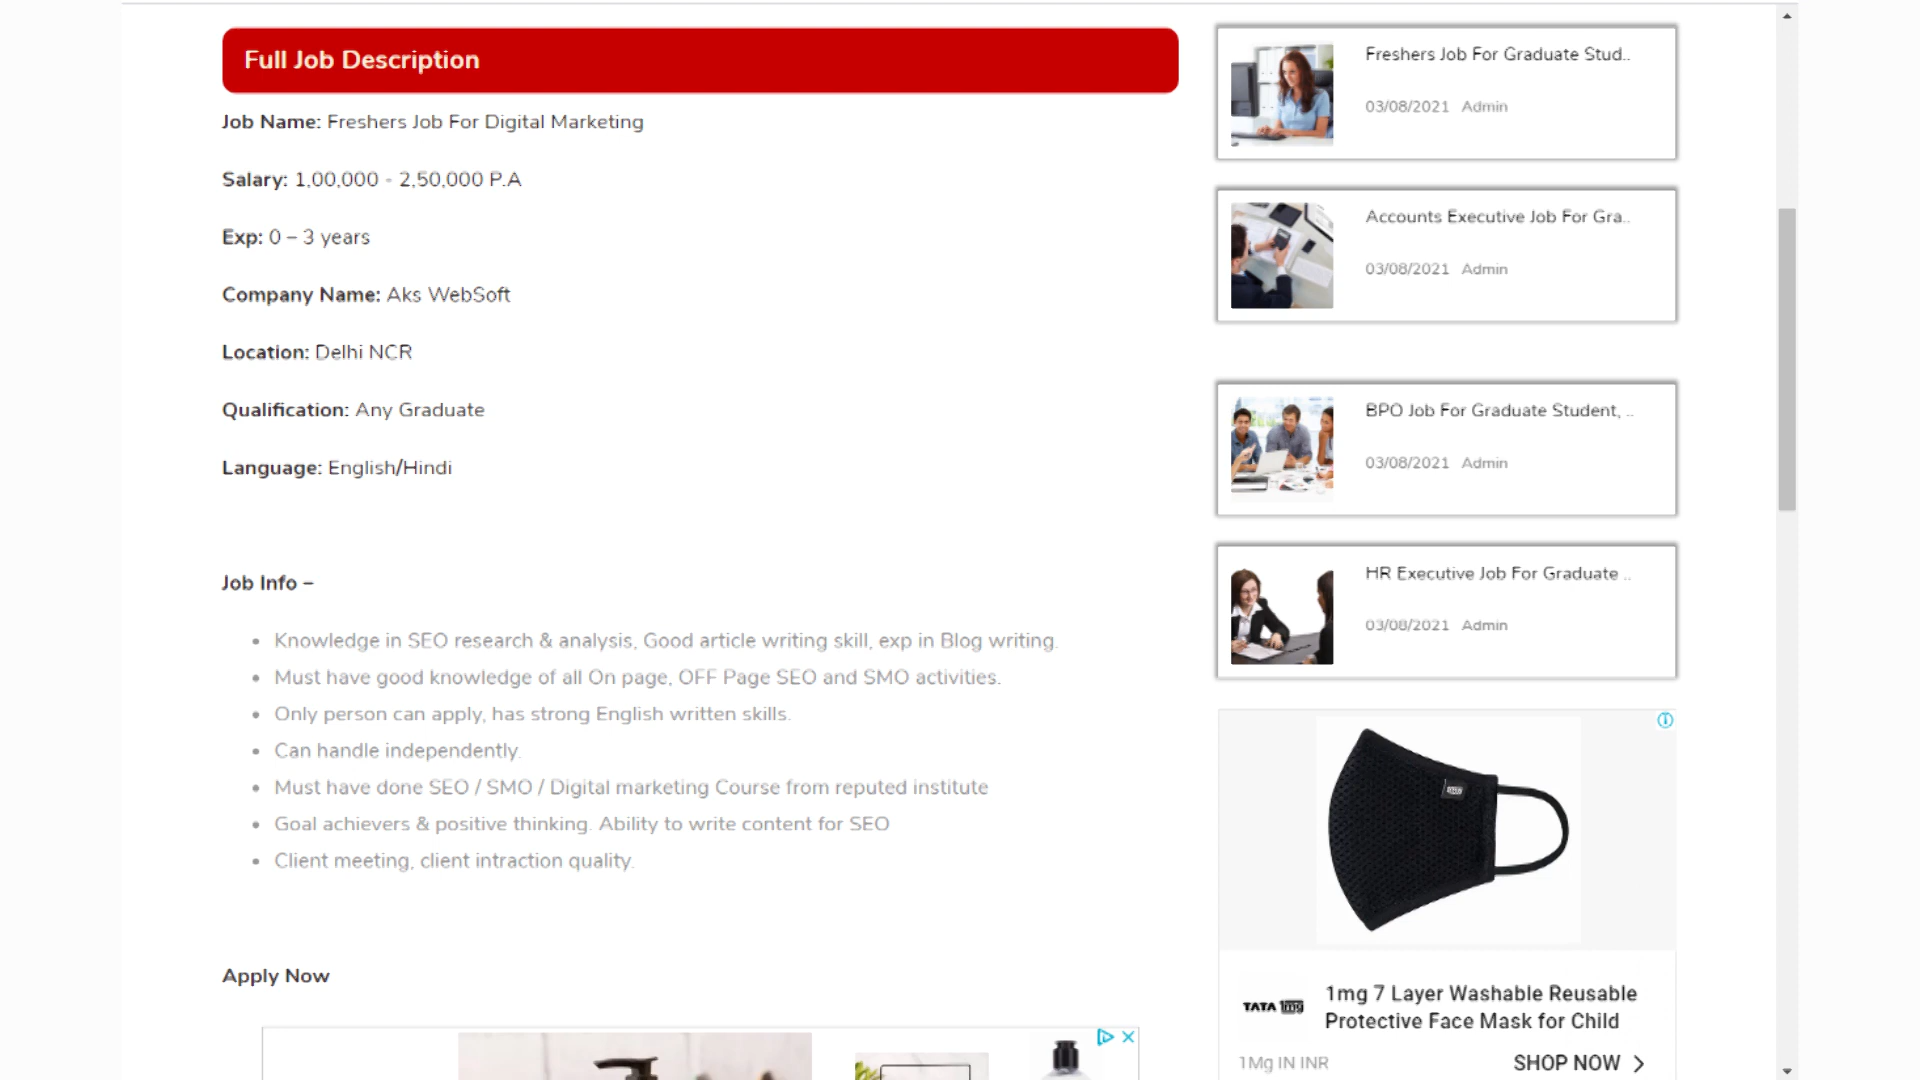 Full Job Description
Job Name: Freshers Job For Digital Marketing
Salary: 1,00,000 - 2,50,000 P.A
Exp: 0 – 3 years
Company Name: Aks WebSoft
Location: Delhi NCR
Qualification: Any Graduate
Language: English/Hindi
Job Info –
Knowledge in SEO research & analysis, Good article writing skill, exp in Blog writing.
Must have good knowledge of all On page, OFF Page SEO and SMO activities.
Only person can apply, has strong English written skills.
Can handle independently.
Must have done SEO / SMO / Digital marketing Course from reputed institute
Goal achievers & positive thinking. Ability to write content for SEO
Client meeting, client intraction quality.
Apply Now
Freshers Job For Graduate Stud..
03/08/2021 Admin
Accounts Executive Job For Gra..
03/08/2021 Admin
BPO Job For Graduate Student, ..
03/08/2021 Admin
HR Executive Job For Graduate ..
03/08/2021 Admin
TATA 1mg
1mg 7 Layer Washable Reusable
Protective Face Mask for Child
1Mg IN INR
SHOP NOW